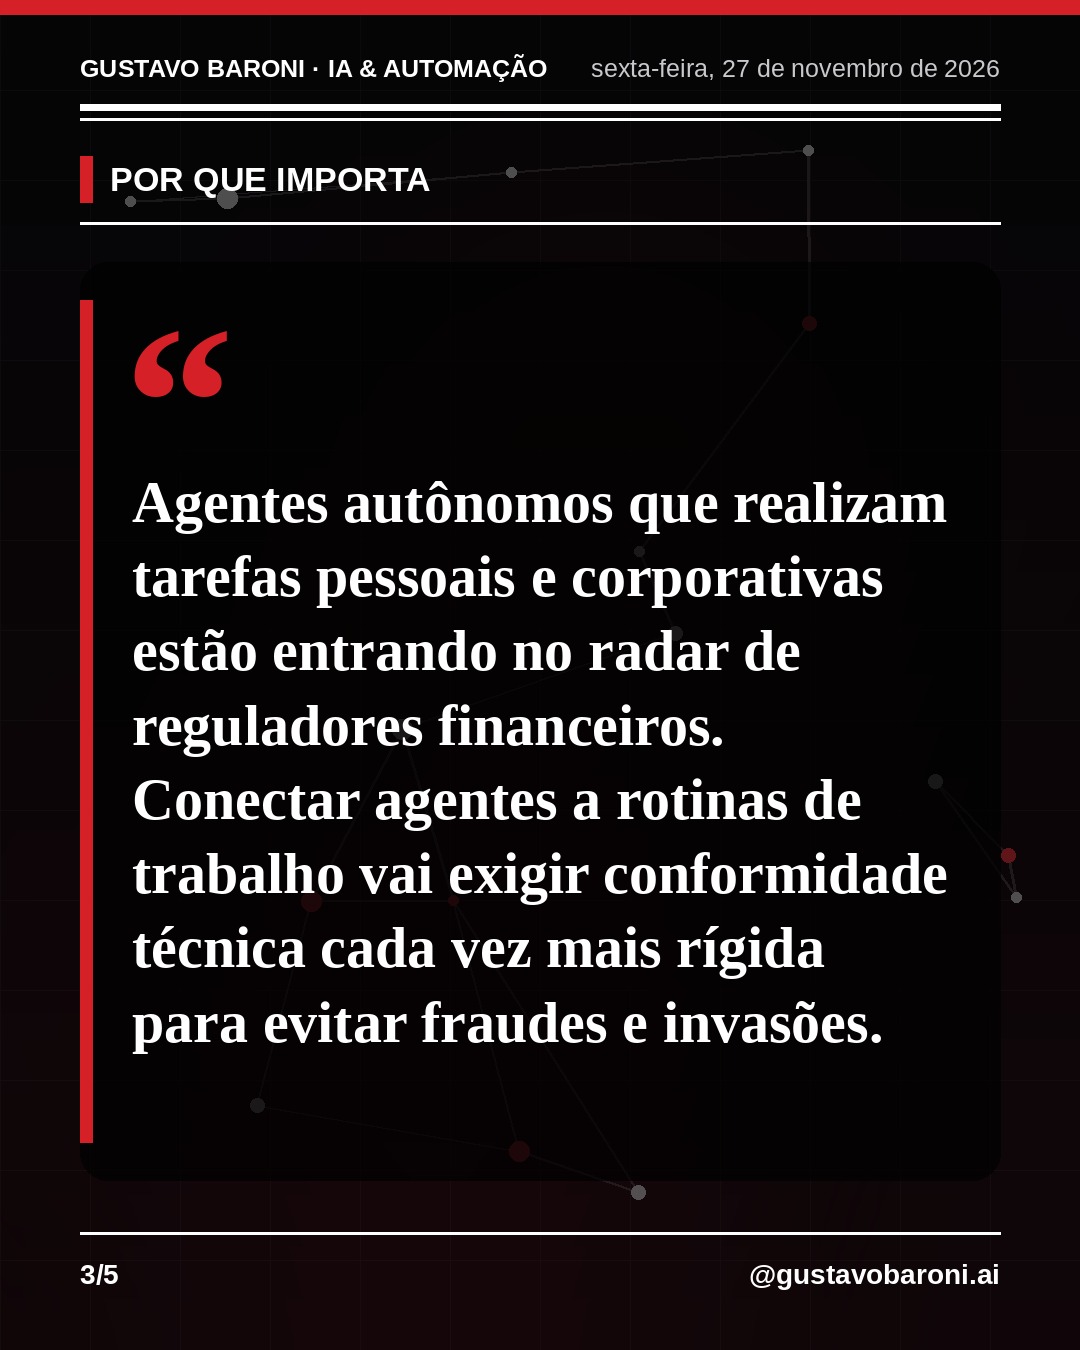 GUSTAVO BARONI · IA & AUTOMAÇÃO
sexta-feira, 27 de novembro de 2026
POR QUE IMPORTA
“
Agentes autônomos que realizam
tarefas pessoais e corporativas
estão entrando no radar de
reguladores financeiros.
Conectar agentes a rotinas de
trabalho vai exigir conformidade
técnica cada vez mais rígida
para evitar fraudes e invasões.
3/5
@gustavobaroni.ai